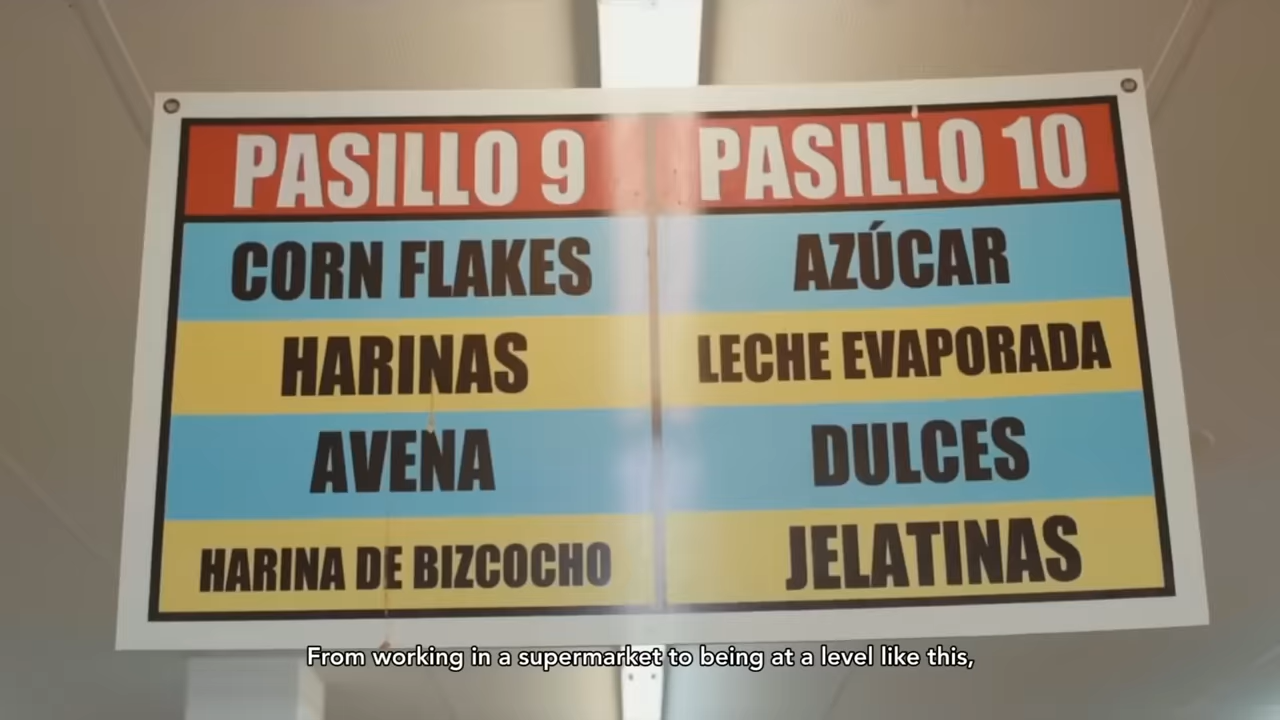 PASILLO 9
CORN FLAKES
HARINAS
AVENA
HARINA DE BIZCOCHO
PASILLO 10
AZÚCAR
LECHE EVAPORADA
DULCES
JELATINAS
From working in a supermarket to being at a level like this,